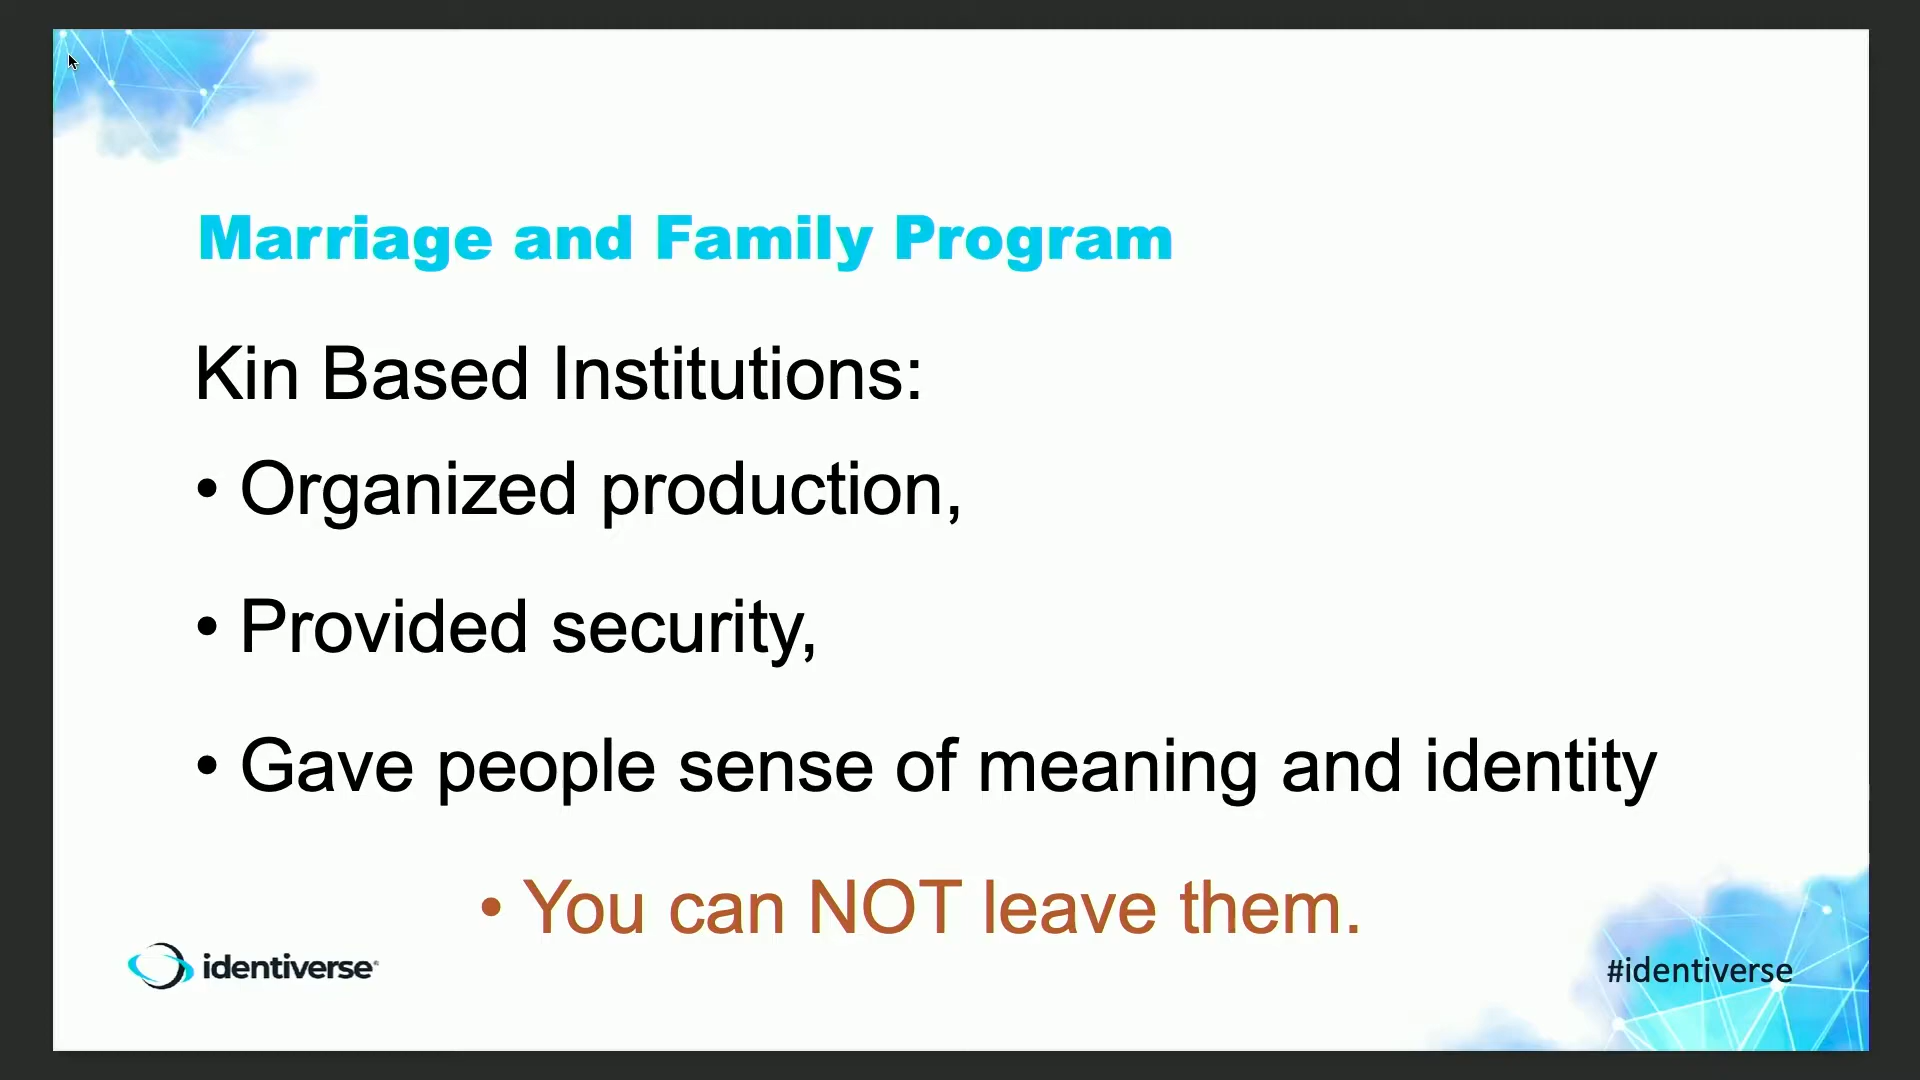 Marriage and Family Program
Kin Based Institutions:
• Organized production,
• Provided security,
• Gave people sense of meaning and identity
• You can NOT leave them.
identiverse
#identiverse